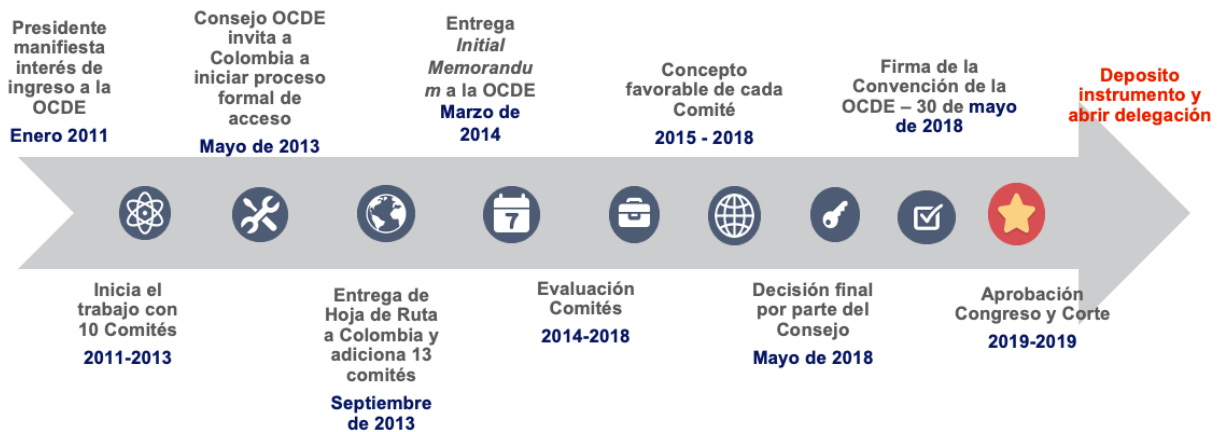 Presidente
manifiesta
interés de
ingreso a la
OCDE
Enero 2011
Consejo OCDE
invita a
Colombia a
iniciar proceso
formal de
acceso
Mayo de 2013
Entrega
Initial
Memorandu
m a la OCDE
Marzo de
2014
Concepto
favorable de cada
Comité
2015 - 2018
Firma de la
Convención de la
OCDE – 30 de mayo
de 2018
Deposito
instrumento y
abrir delegación
7
Inicia el
trabajo con
10 Comités
2011-2013
Entrega de
Hoja de Ruta
a Colombia y
adiciona 13
comités
Septiembre
de 2013
Evaluación
Comités
2014-2018
Decisión final
por parte del
Consejo
Mayo de 2018
Aprobación
Congreso y Corte
2019-2019